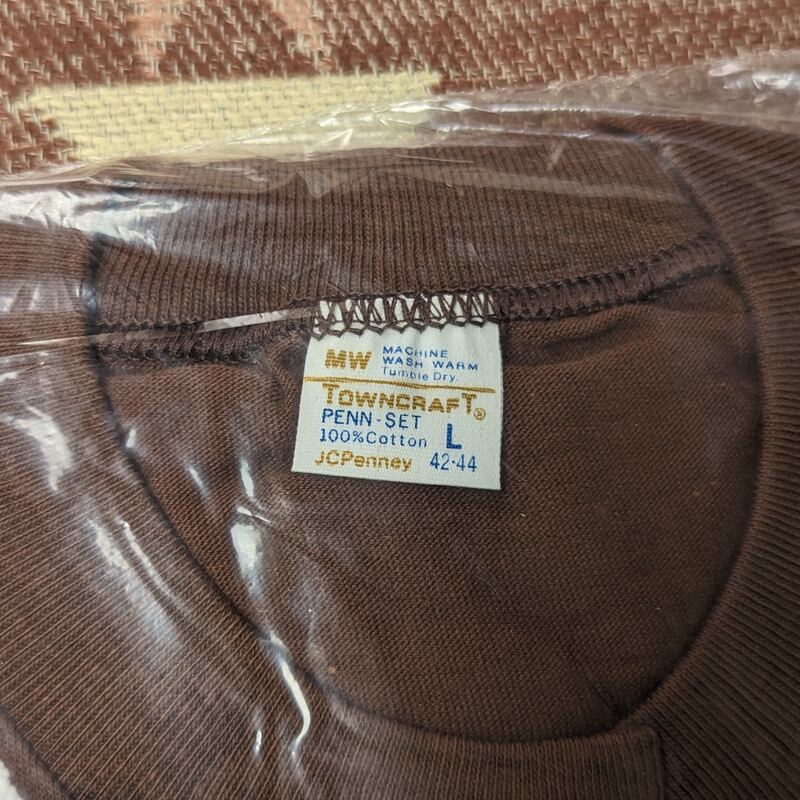 MW MACHINE
WASH WARM
Tumble Dry.
TOWNCRAFT®
PENN-SET
100% Cotton L
JCPenney 42-44